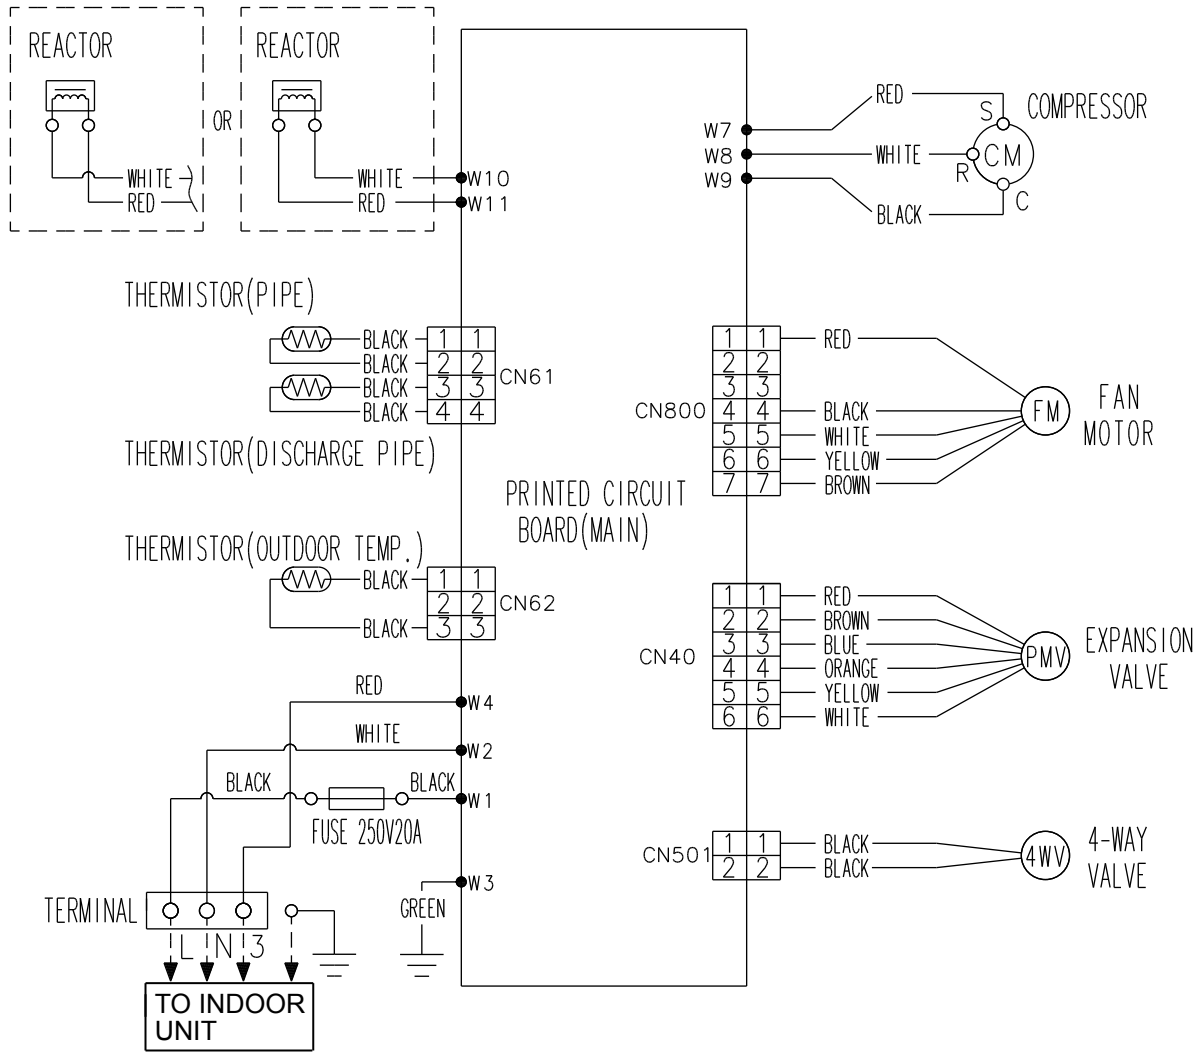 REACTOR
WHITE
RED
OR
REACTOR
WHITE
RED
W10
W11
W7
W8
W9
RED
WHITE
BLACK
S
R
C
CM
COMPRESSOR
THERMISTOR(PIPE)
BLACK 1 1
BLACK 2 2
BLACK 3 3
BLACK 4 4
CN61
THERMISTOR(DISCHARGE PIPE)
CN800
1 1 RED
2 2
3 3
4 4 BLACK
5 5 WHITE
6 6 YELLOW
7 7 BROWN
FM
FAN
MOTOR
PRINTED CIRCUIT
BOARD(MAIN)
THERMISTOR(OUTDOOR TEMP.)
BLACK 1 1
2 2
BLACK 3 3
CN62
CN40
1 1 RED
2 2 BROWN
3 3 BLUE
4 4 ORANGE
5 5 YELLOW
6 6 WHITE
PMV
EXPANSION
VALVE
RED
W4
WHITE
W2
BLACK
BLACK
W1
FUSE 250V20A
W3
GREEN
CN501
1 1 BLACK
2 2 BLACK
4WV
4-WAY
VALVE
TERMINAL
L N 3
TO INDOOR
UNIT